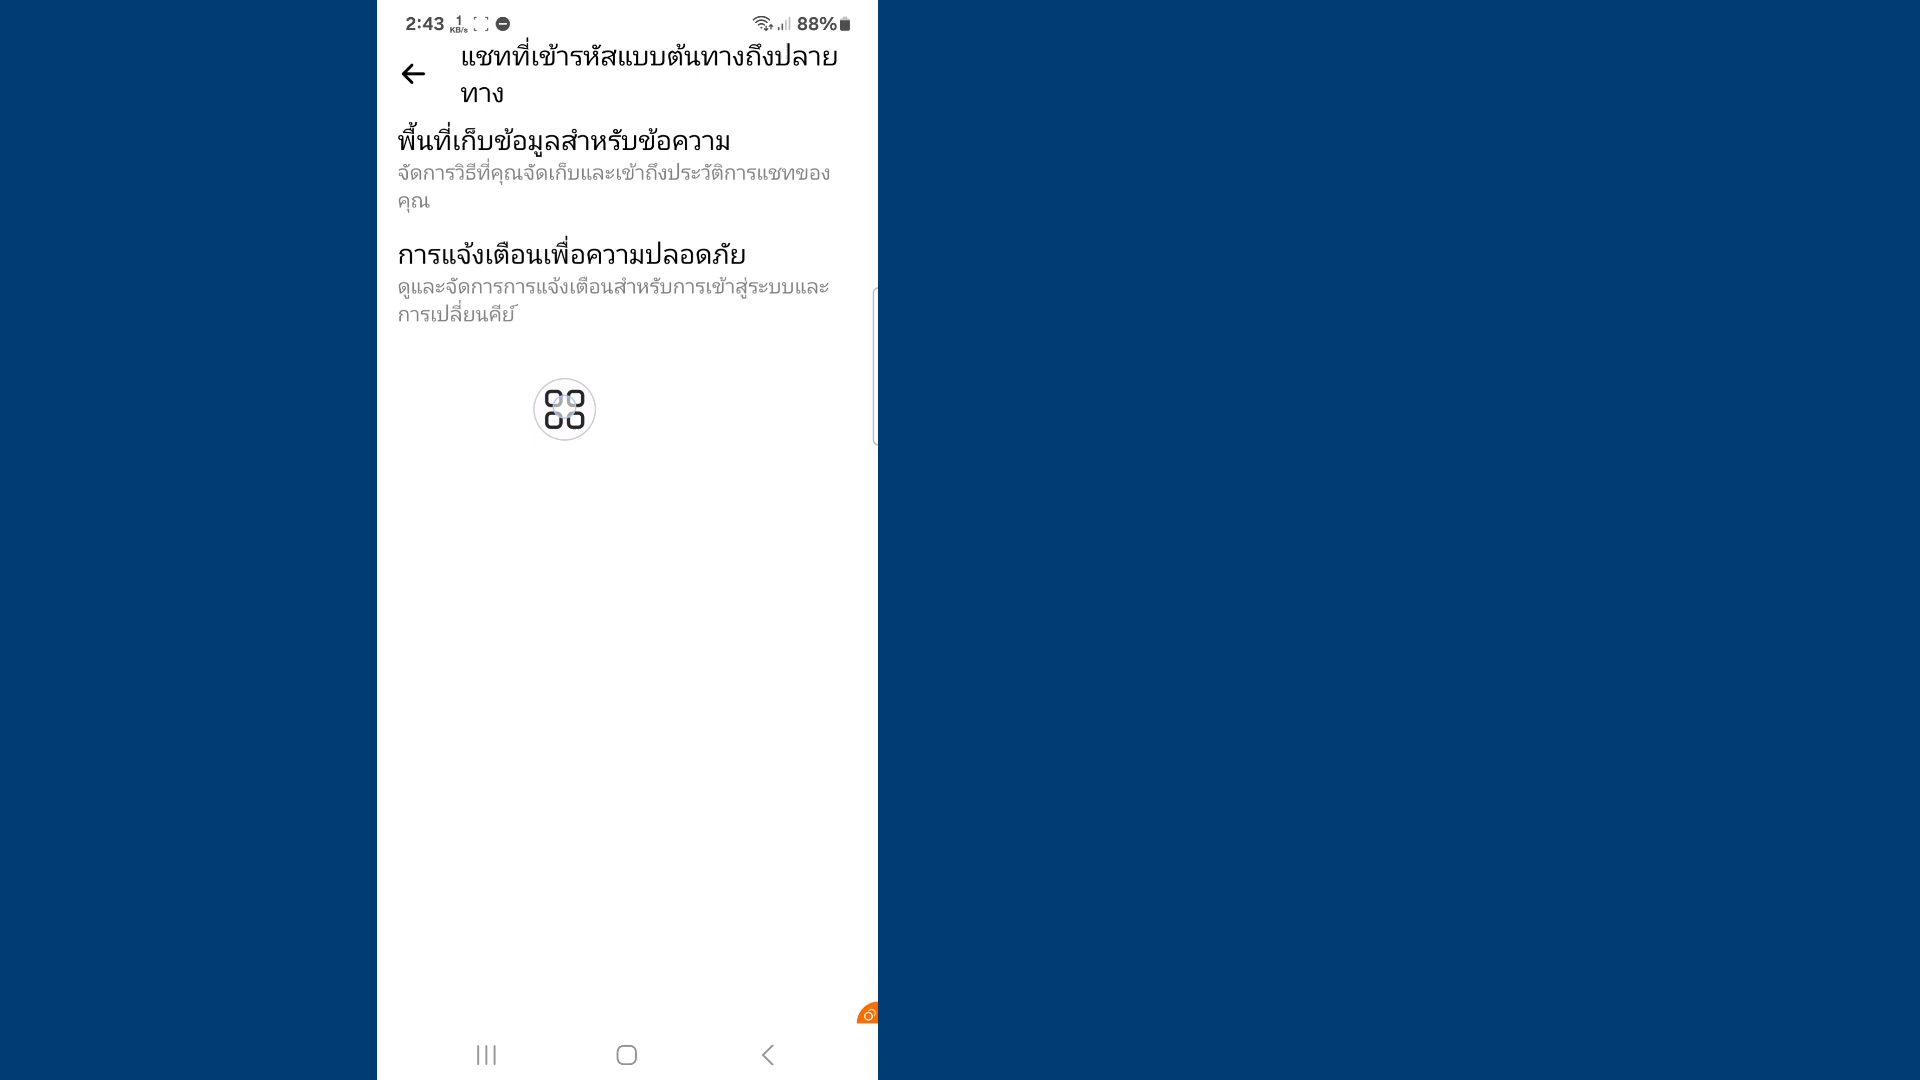 2:43 1 KB/s 88%
แชทที่เข้ารหัสแบบต้นทางถึงปลาย
ทาง
พื้นที่เก็บข้อมูลสำหรับข้อความ
จัดการวิธีที่คุณจัดเก็บและเข้าถึงประวัติการแชทของ
คุณ
การแจ้งเตือนเพื่อความปลอดภัย
ดูและจัดการการแจ้งเตือนสำหรับการเข้าสู่ระบบและ
การเปลี่ยนคีย์